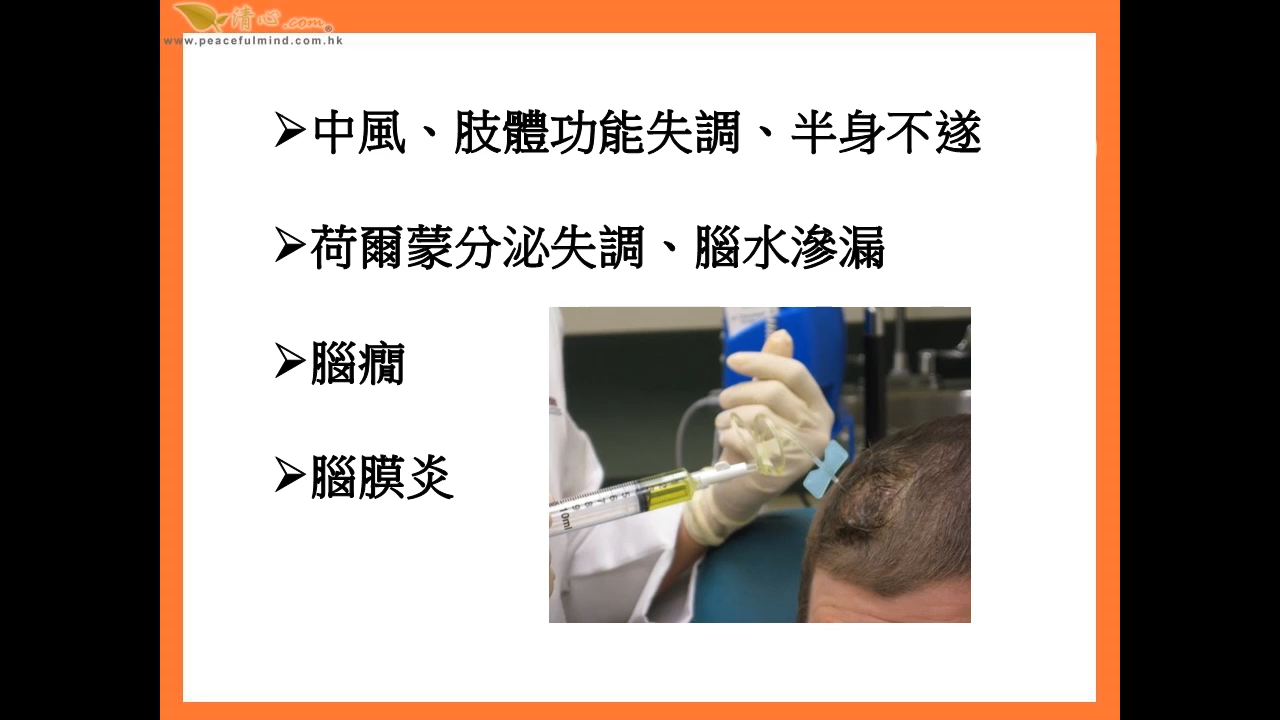 清心.com
www.peacefulmind.com.hk
➢中風、肢體功能失調、半身不遂
➢荷爾蒙分泌失調、腦水滲漏
➢腦癇
➢腦膜炎
10ml